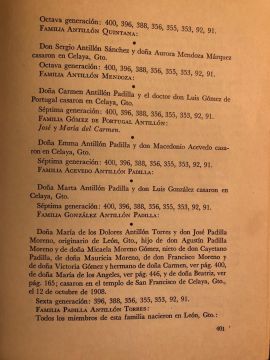 Octava generación: 400, 396, 388, 356, 355, 353, 92, 91.
FAMILIA ANTILLÓN QUINTANA:
Don Sergio Antillón Sánchez y doña Aurora Mendoza Márquez
casaron en Celaya, Gto.
Octava generación: 400, 396, 388, 356, 355, 353, 92, 91.
FAMILIA ANTILLÓN MENDOZA:
Doña Carmen Antillón Padilla y el doctor don Luis Gómez de
Portugal casaron en Celaya, Gto.
Séptima generación: 400, 396, 388, 356, 355, 353, 92, 91.
FAMILIA GÓMEZ DE PORTUGAL ANTILLÓN:
José y María del Carmen.
Doña Emma Antillón Padilla y don Macedonio Acevedo casa-
ron en Celaya, Gto.
Séptima generación: 400, 396, 388, 356, 355, 353, 92, 91.
FAMILIA ACEVEDO ANTILLÓN PADILLA:
Doña Marta Antillón Padilla y don Luis González casaron en
Celaya, Gto.
Séptima generación: 400, 396, 388, 356, 355, 353, 92, 91.
FAMILIA GONZÁLEZ ANTILLÓN PADILLA:
Doña María de los Dolores Antillón Torres y don José Padilla
Moreno, originario de León, Gto., hijo de don Agustín Padilla
Moreno y de doña Micaela Moreno Gómez, nieto de don Cayetano
Padilla, de doña Mauricia Moreno, de don Francisco Moreno y
de doña Victoria Gómez y hermano de doña Carmen, ver pág. 400,
de doña María de los Angeles, ver pág. 446, y de doña Beatriz, ver
pág. 165; casaron en el templo de San Francisco de Celaya, Gto.,
el 12 de octubre de 1908.
Sexta generación: 396, 388, 356, 355, 353, 92, 91.
FAMILIA PADILLA ANTILLÓN TORRES:
Todos los miembros de esta familia nacieron en León, Gto.:
401